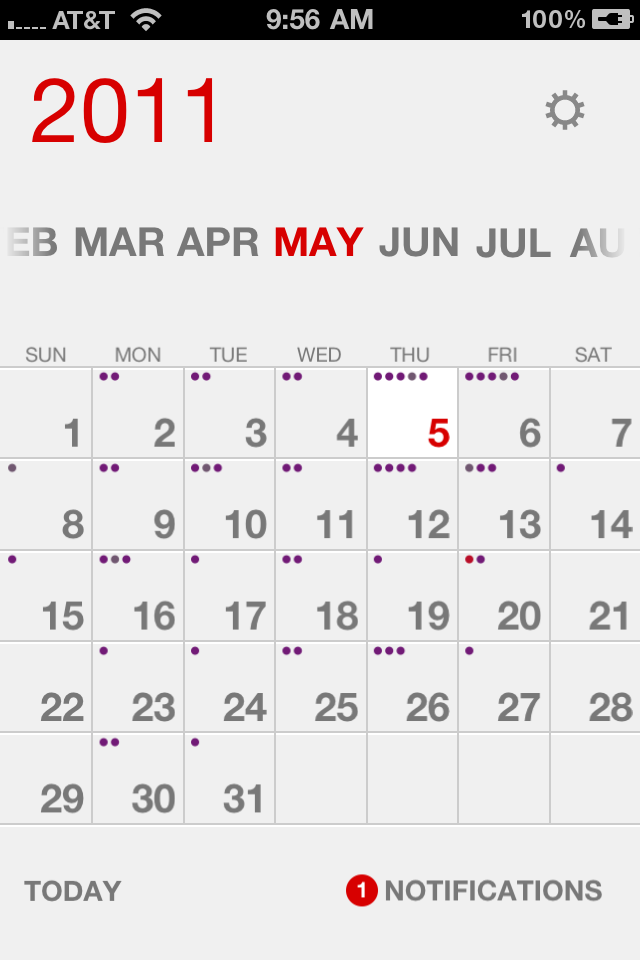 AT&T 9:56 AM 100%
2011
EB MAR APR MAY JUN JUL AU
SUN MON TUE WED THU FRI SAT
1 2 3 4 5 6 7
8 9 10 11 12 13 14
15 16 17 18 19 20 21
22 23 24 25 26 27 28
29 30 31
TODAY 1 NOTIFICATIONS